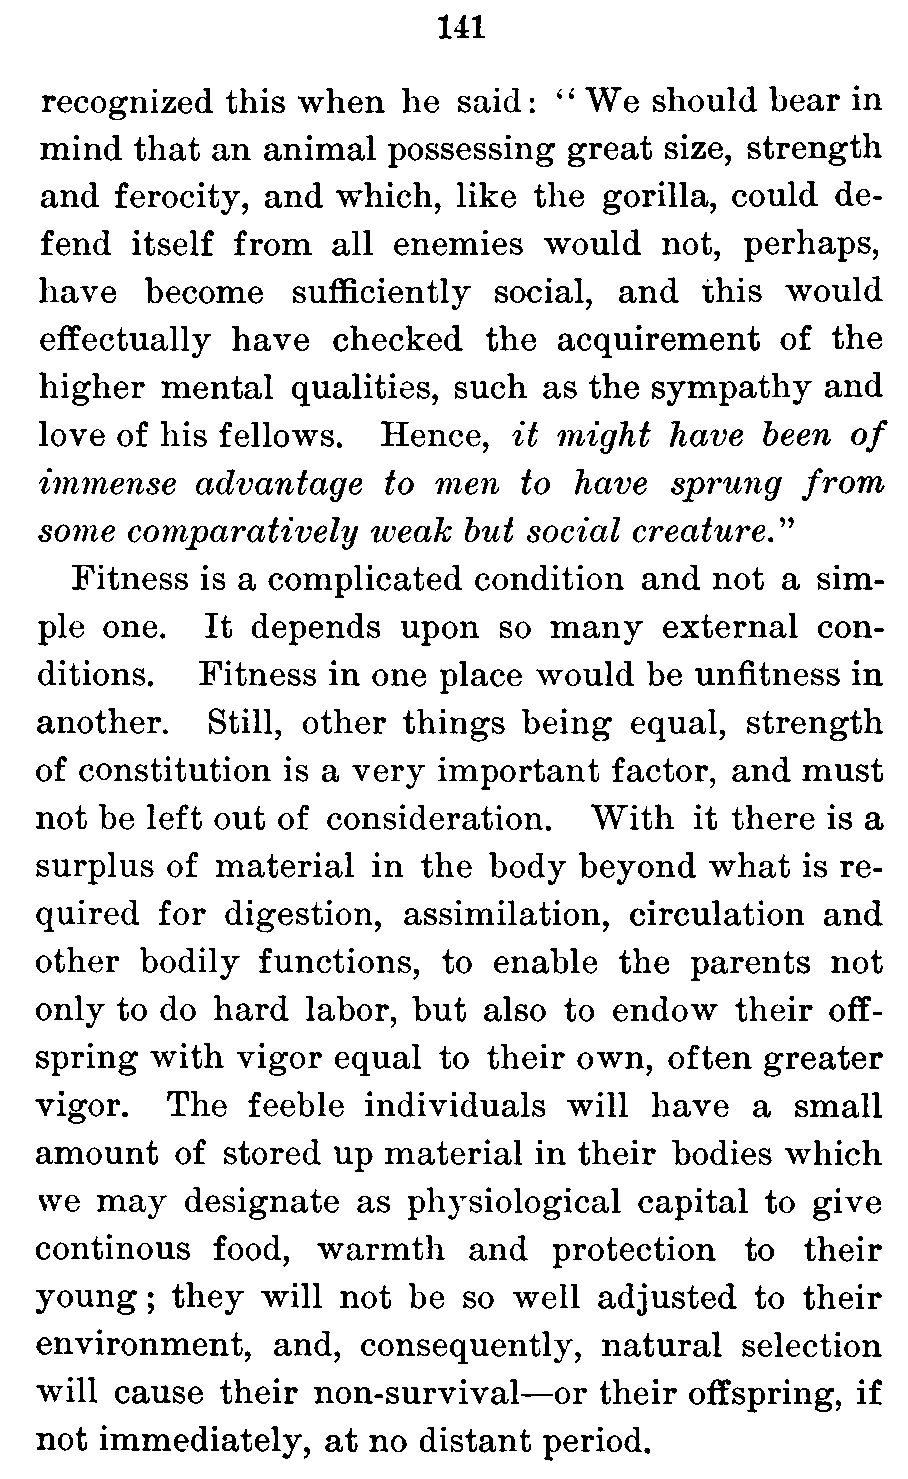 141
recognized this when he said: “We should bear in
mind that an animal possessing great size, strength
and ferocity, and which, like the gorilla, could de-
fend itself from all enemies would not, perhaps,
have become sufficiently social, and this would
effectually have checked the acquirement of the
higher mental qualities, such as the sympathy and
love of his fellows. Hence, it might have been of
immense advantage to men to have sprung from
some comparatively weak but social creature.”
Fitness is a complicated condition and not a sim-
ple one. It depends upon so many external con-
ditions. Fitness in one place would be unfitness in
another. Still, other things being equal, strength
of constitution is a very important factor, and must
not be left out of consideration. With it there is a
surplus of material in the body beyond what is re-
quired for digestion, assimilation, circulation and
other bodily functions, to enable the parents not
only to do hard labor, but also to endow their off-
spring with vigor equal to their own, often greater
vigor. The feeble individuals will have a small
amount of stored up material in their bodies which
we may designate as physiological capital to give
continous food, warmth and protection to their
young; they will not be so well adjusted to their
environment, and, consequently, natural selection
will cause their non-survival—or their offspring, if
not immediately, at no distant period.